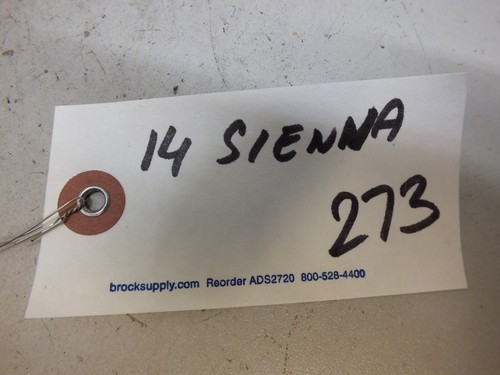 14 SIENNA
273
brocksupply.com Reorder ADS2720 800-528-4400